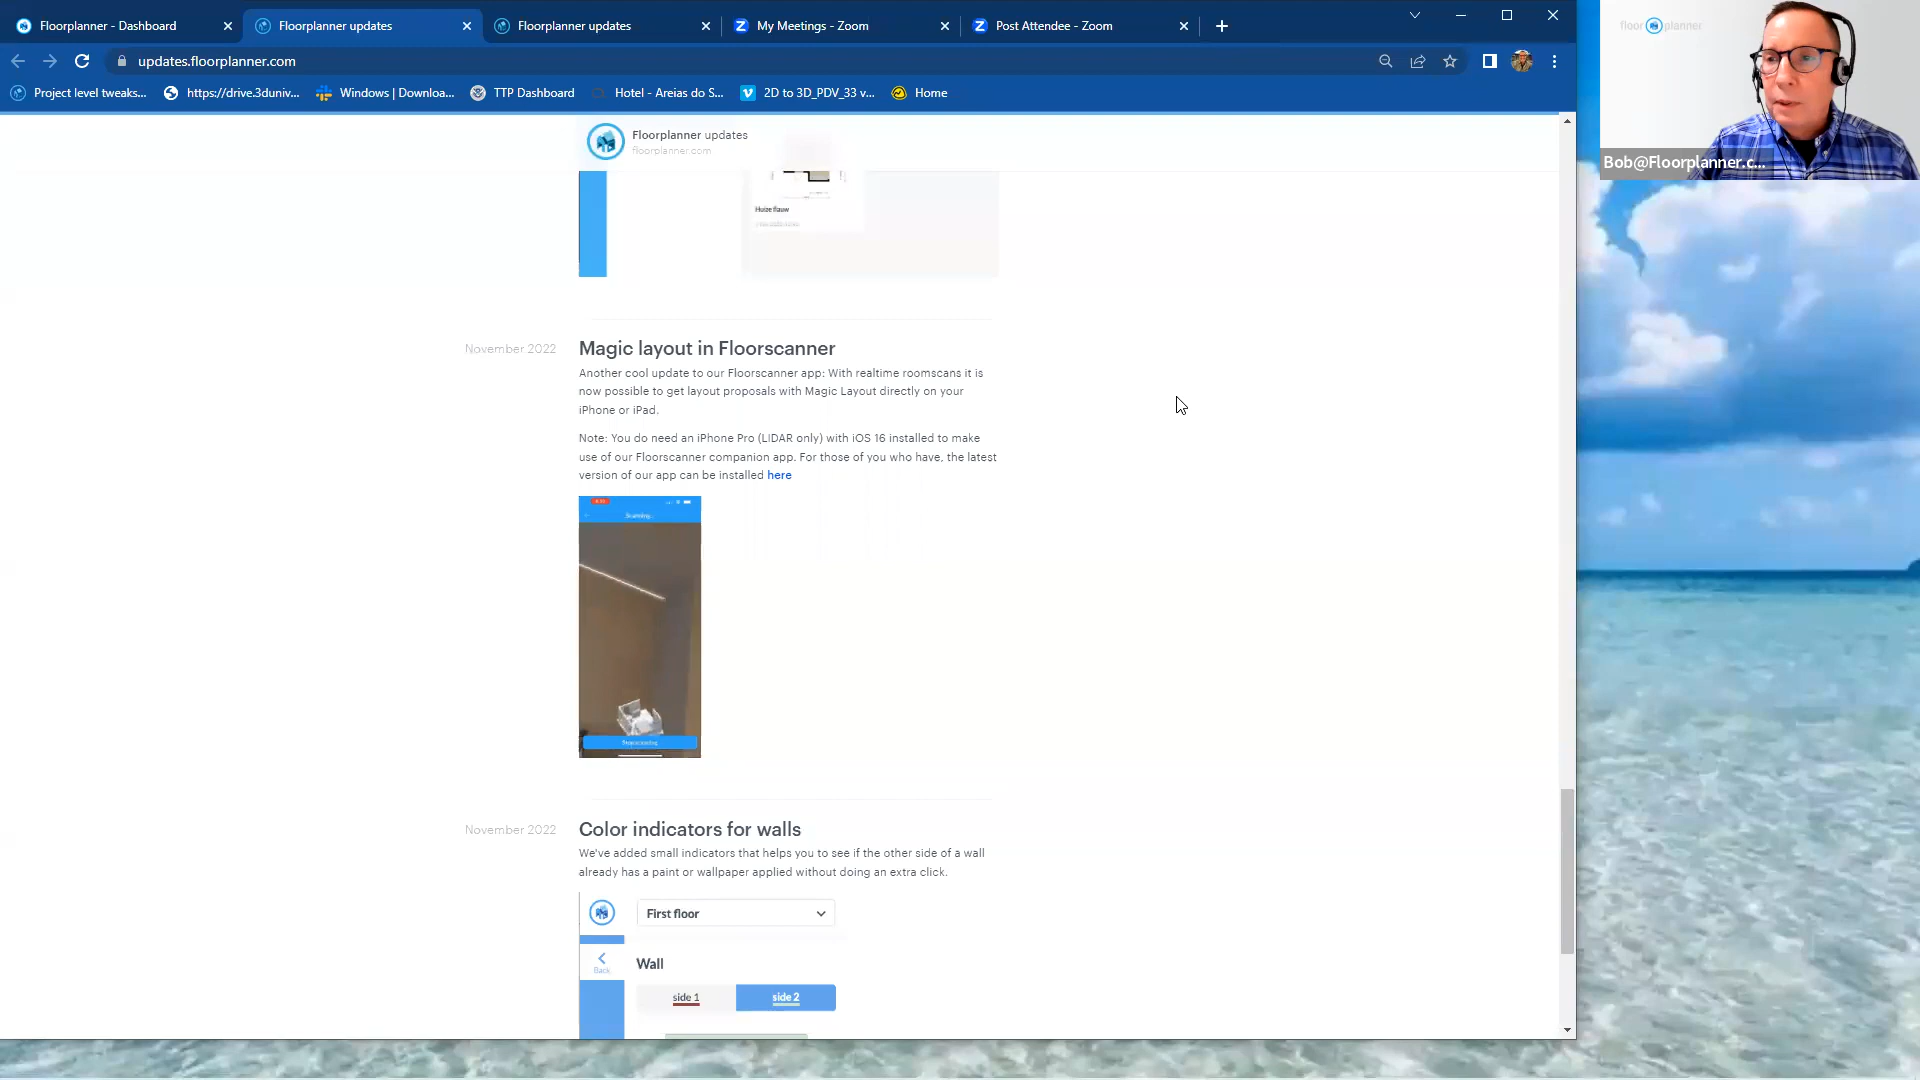 Floorplanner - Dashboard
Floorplanner updates
Floorplanner updates
My Meetings - Zoom
Post Attendee - Zoom
updates.floorplanner.com
Project level tweaks...
https://drive.3duniv...
Windows | Downloa...
TTP Dashboard
Hotel - Areias do S...
2D to 3D_PDV_33 v...
Home
floor planner
Bob@Floorplanner.c...
Floorplanner updates
floorplanner.com
Huize flauw
November 2022
Magic layout in Floorscanner
Another cool update to our Floorscanner app: With realtime roomscans it is
now possible to get layout proposals with Magic Layout directly on your
iPhone or iPad.
Note: You do need an iPhone Pro (LIDAR only) with iOS 16 installed to make
use of our Floorscanner companion app. For those of you who have, the latest
version of our app can be installed here
Scanning...
Stop scanning
November 2022
Color indicators for walls
We've added small indicators that helps you to see if the other side of a wall
already has a paint or wallpaper applied without doing an extra click.
First floor
Back
Wall
side 1
side 2